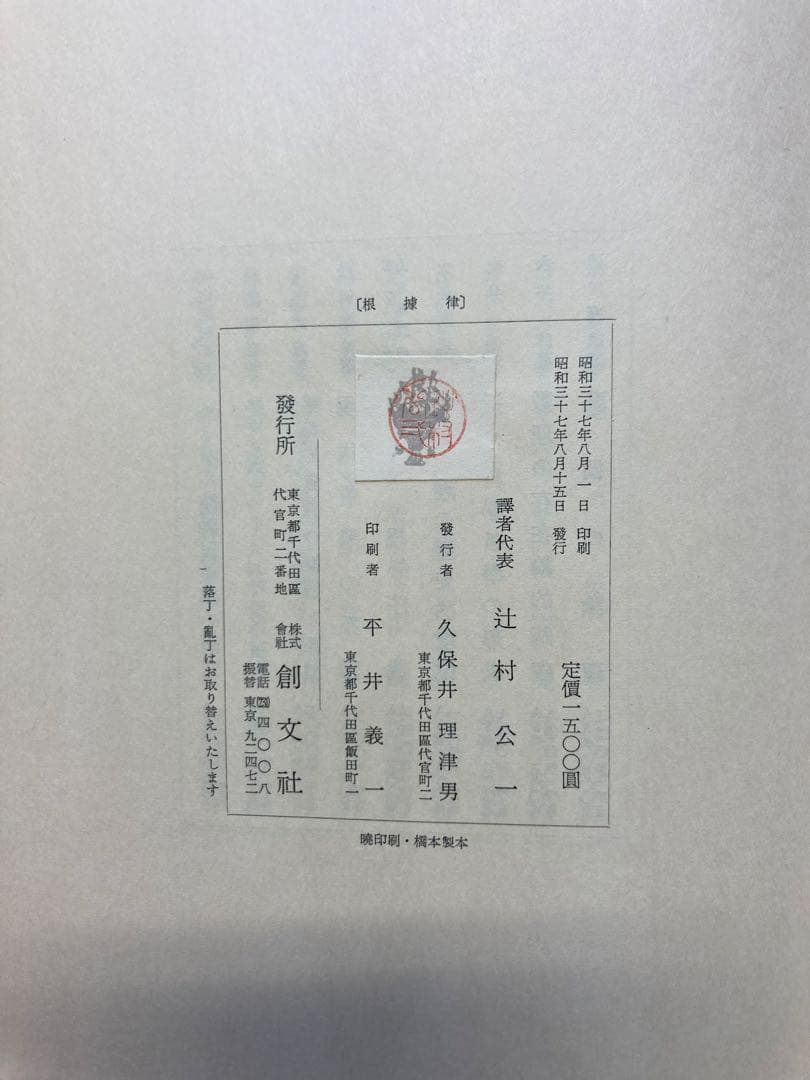 〔根據律〕
昭和三十七年八月一日 印刷
昭和三十七年八月十五日 發行
定價一五〇〇圓
譯者代表 辻村公一
發行者 久保井理津男
東京都千代田區代官町二
印刷者 平井義一
東京都千代田區飯田町一
發行所
東京都千代田區
代官町二番地
株式
會社
創文社
電話
四〇〇八
振替 東京 九二四七二
落丁・亂丁はお取り替えいたします
曉印刷・橋本製本